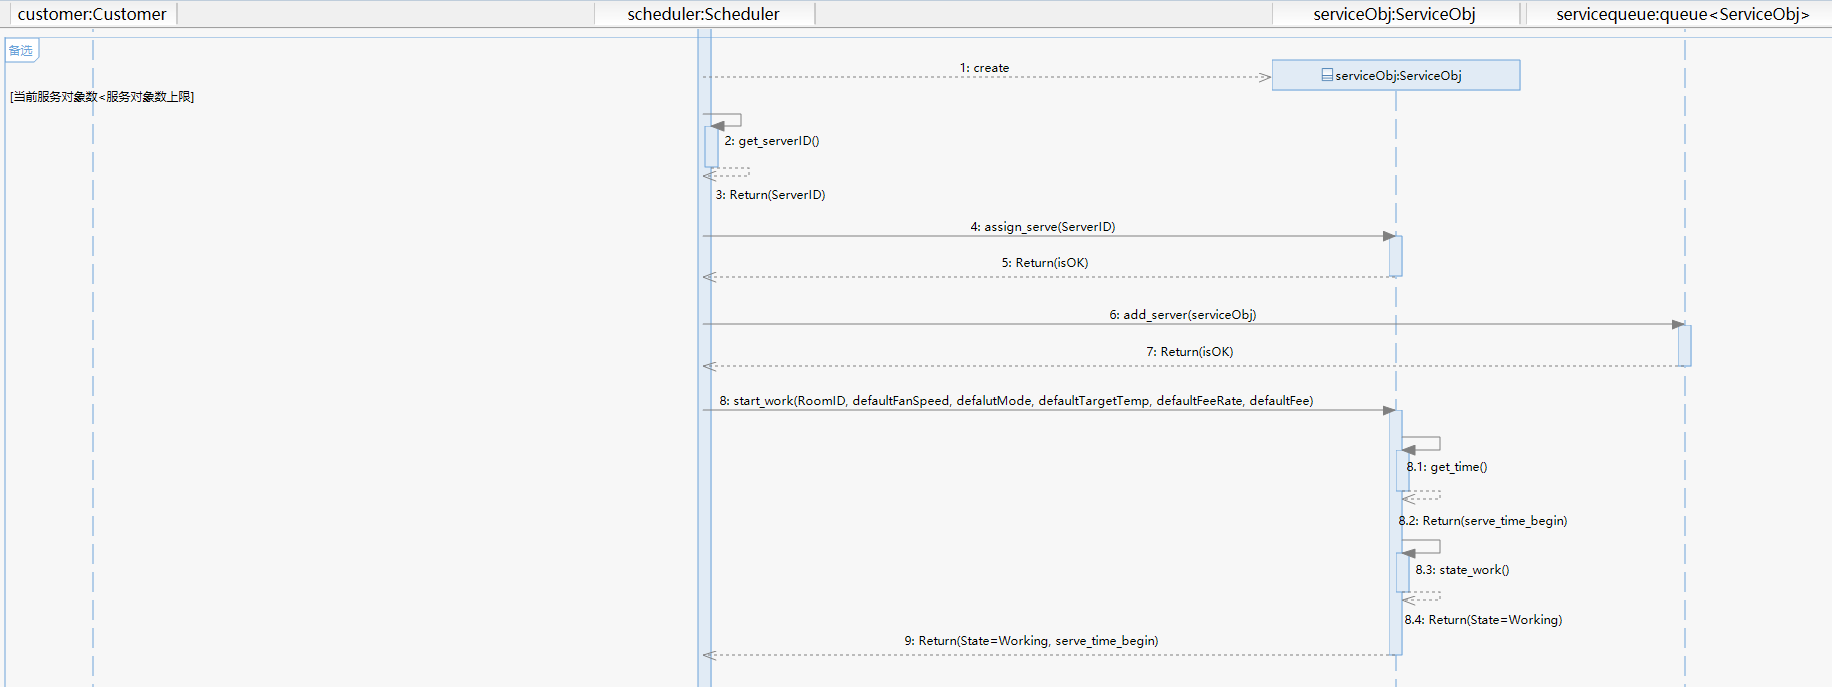 customer:Customer
scheduler:Scheduler
serviceObj:ServiceObj
servicequeue:queue<ServiceObj>
备选
[当前服务对象数<服务对象数上限]
1: create
serviceObj:ServiceObj
2: get_serverID()
3: Return(ServerID)
4: assign_serve(ServerID)
5: Return(isOK)
6: add_server(serviceObj)
7: Return(isOK)
8: start_work(RoomID, defaultFanSpeed, defalutMode, defaultTargetTemp, defaultFeeRate, defaultFee)
8.1: get_time()
8.2: Return(serve_time_begin)
8.3: state_work()
8.4: Return(State=Working)
9: Return(State=Working, serve_time_begin)